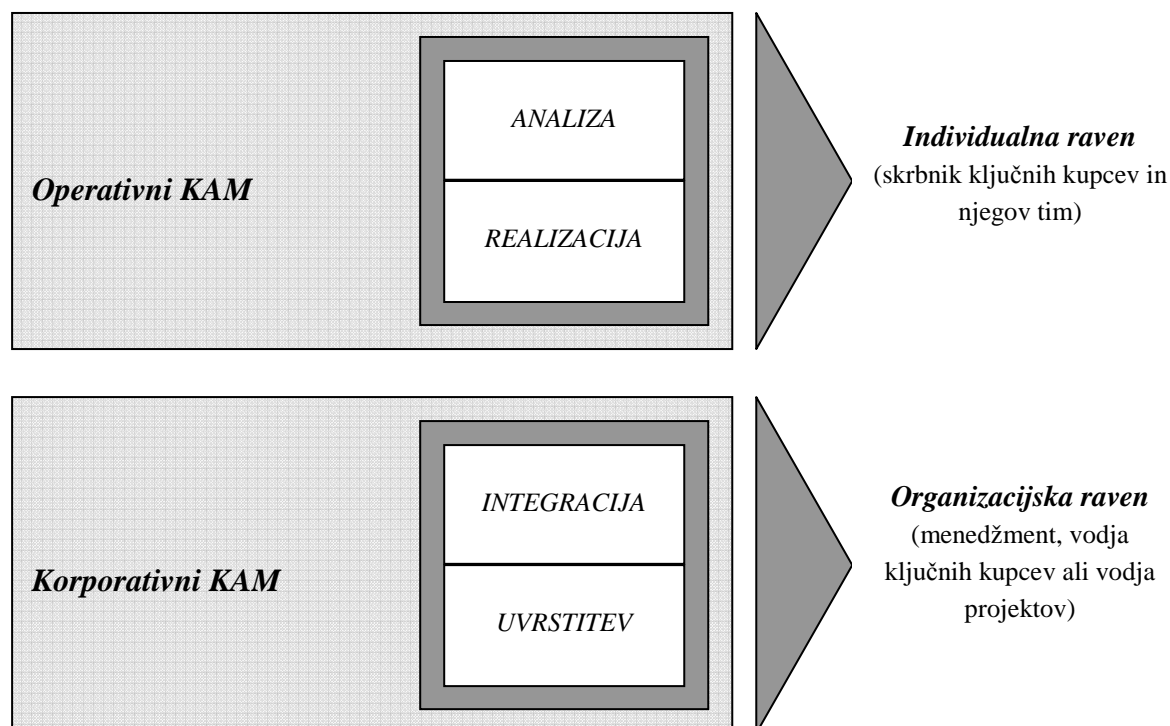 Operativni KAM
ANALIZA
REALIZACIJA
Individualna raven
(skrbnik ključnih kupcev in
njegov tim)
Korporativni KAM
INTEGRACIJA
UVRSTITEV
Organizacijska raven
(menedžment, vodja
ključnih kupcev ali vodja
projektov)